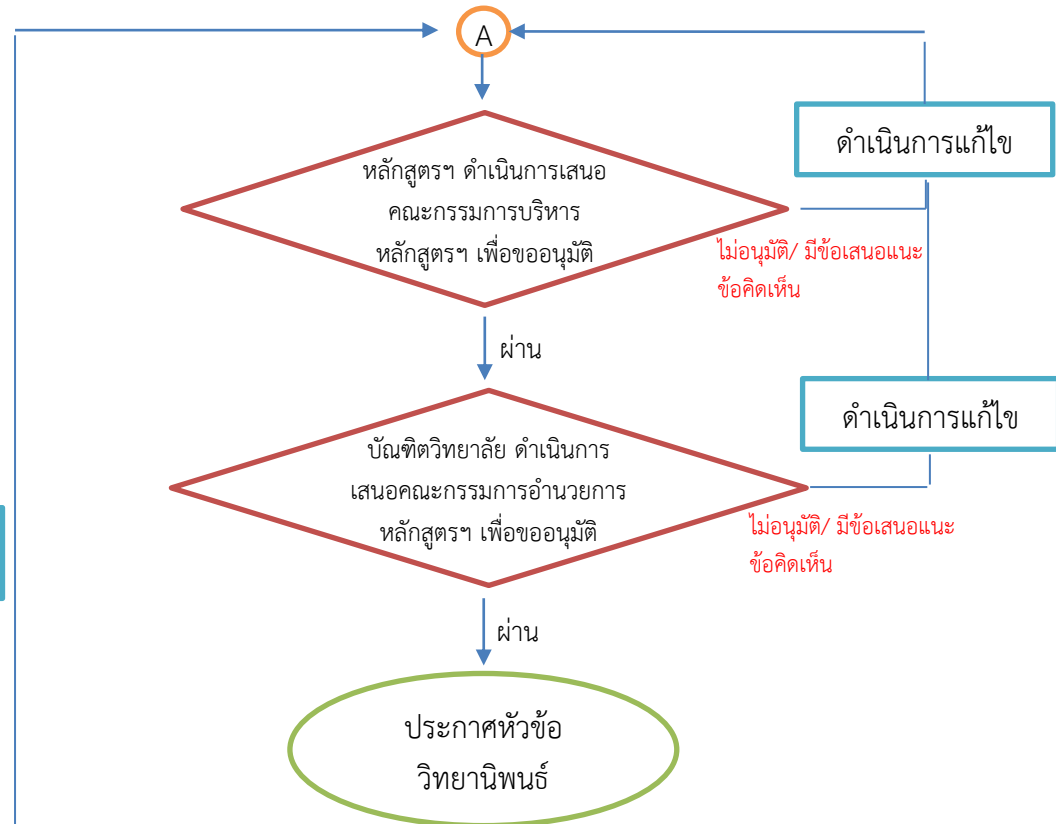 A
ดำเนินการแก้ไข
หลักสูตรฯ ดำเนินการเสนอ
คณะกรรมการบริหาร
หลักสูตรฯ เพื่อขออนุมัติ
ไม่อนุมัติ/ มีข้อเสนอแนะ
ข้อคิดเห็น
ผ่าน
ดำเนินการแก้ไข
บัณฑิตวิทยาลัย ดำเนินการ
เสนอคณะกรรมการอำนวยการ
หลักสูตรฯ เพื่อขออนุมัติ
ไม่อนุมัติ/ มีข้อเสนอแนะ
ข้อคิดเห็น
ผ่าน
ประกาศหัวข้อ
วิทยานิพนธ์